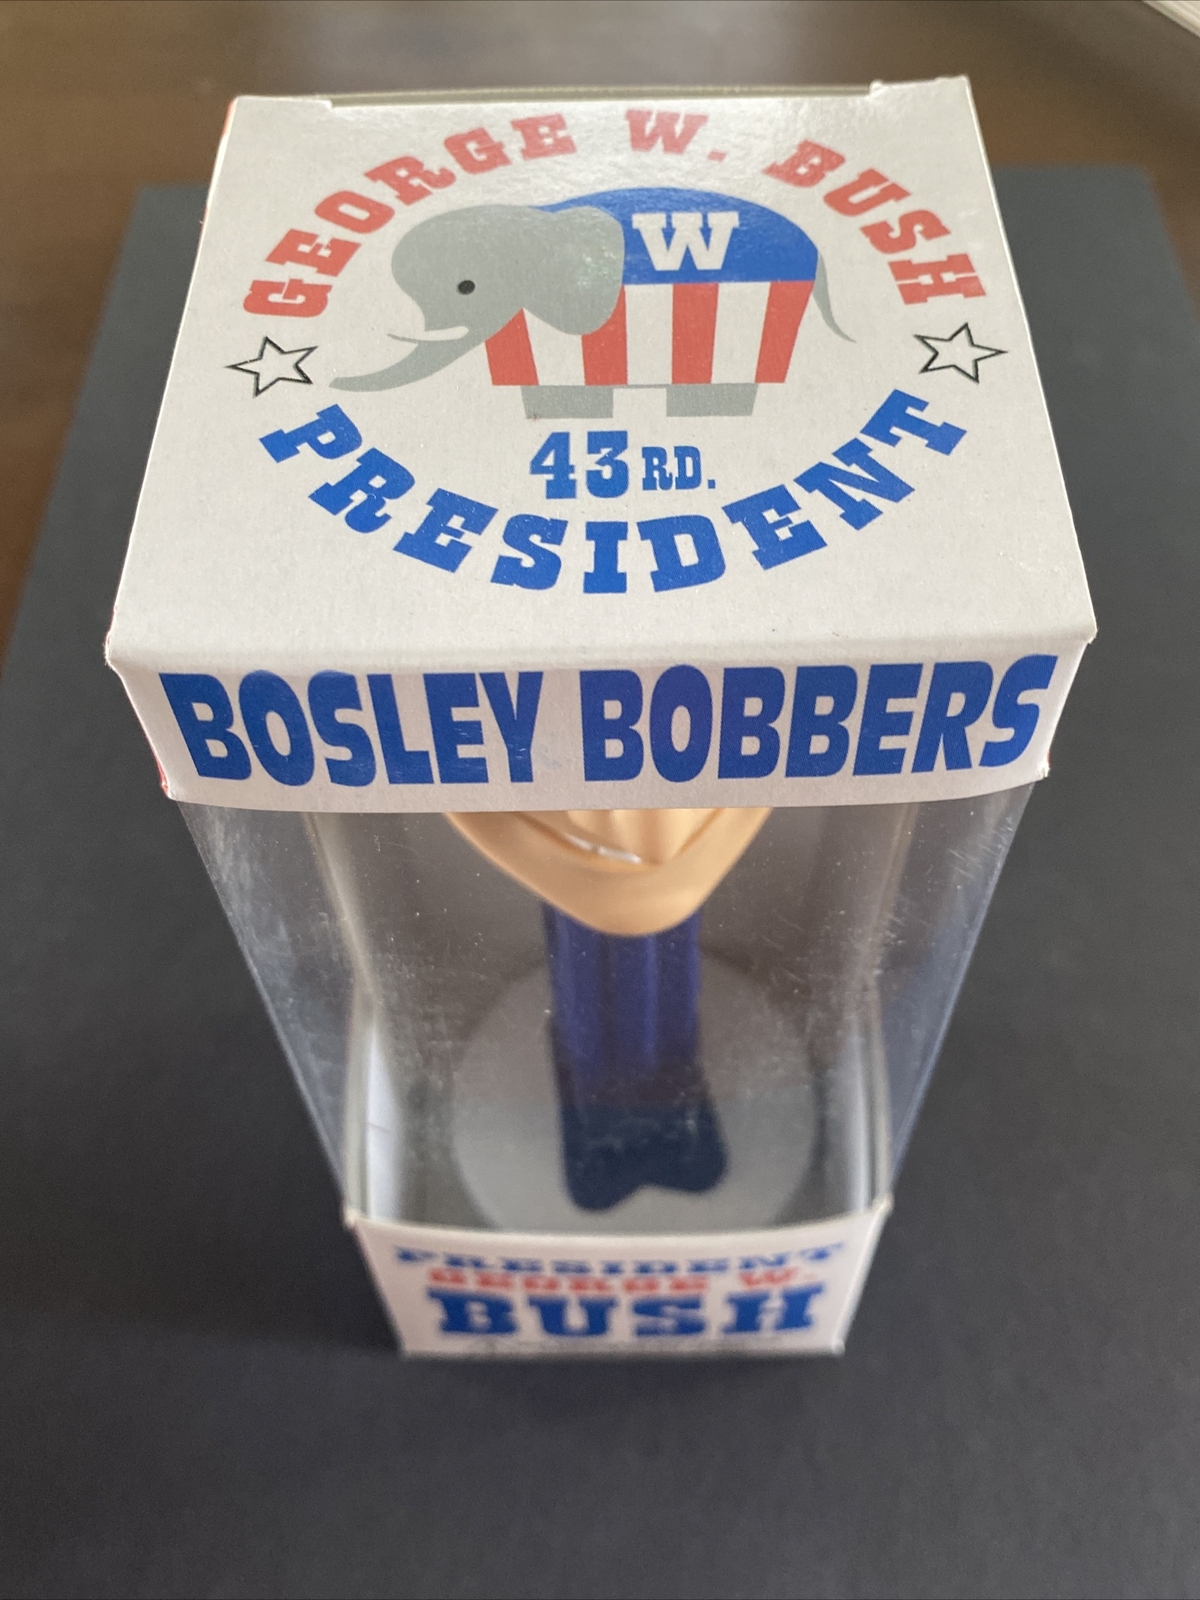 GEORGE W. BUSH
W
43RD.
PRESIDENT
BOSLEY BOBBERS
PRESIDENT
GEORGE W.
BUSH